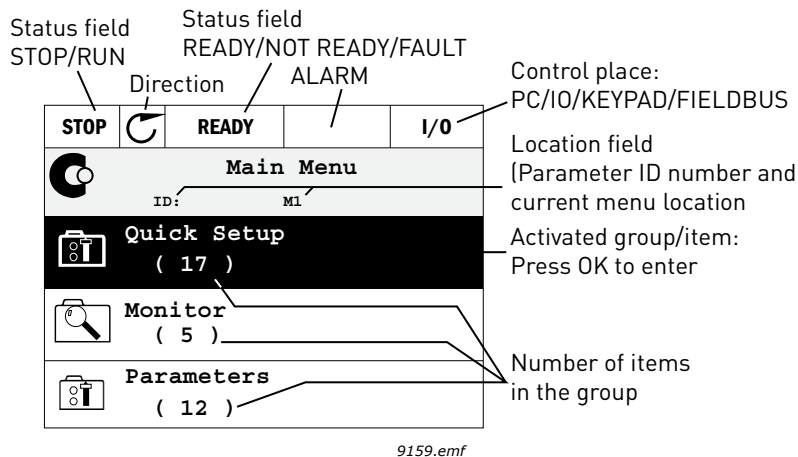 Status field
STOP/RUN
Status field
READY/NOT READY/FAULT
Direction
ALARM
Control place:
PC/IO/KEYPAD/FIELDBUS
STOP
READY
I/O
Main Menu
ID:
M1
Location field
(Parameter ID number and
current menu location
Quick Setup
( 17 )
Activated group/item:
Press OK to enter
Monitor
( 5 )
Parameters
( 12 )
Number of items
in the group
9159.emf